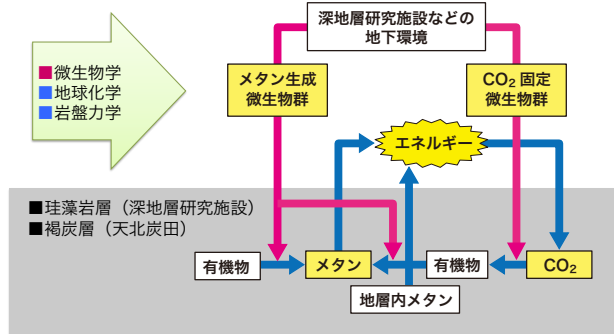 深地層研究施設などの
地下環境
■微生物学
■地球化学
■岩盤力学
メタン生成
微生物群
CO₂ 固定
微生物群
エネルギー
■珪藻岩層（深地層研究施設）
■褐炭層（天北炭田）
有機物
メタン
有機物
CO₂
地層内メタン